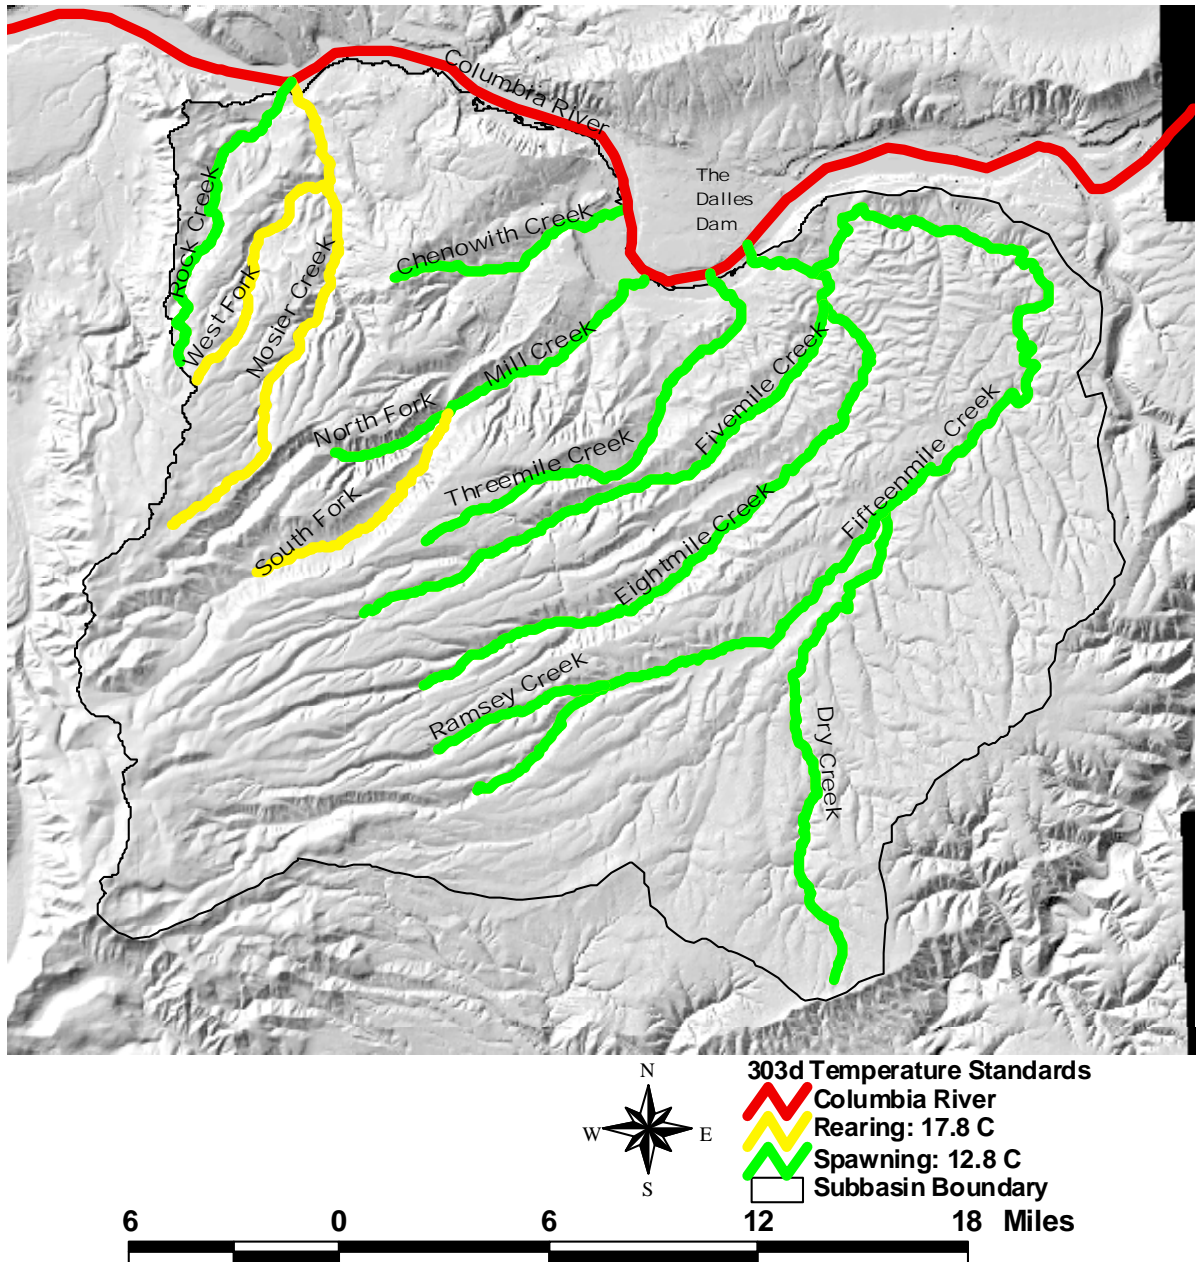 Columbra River
The
Dalles
Dam
Rock Creek
Chenowith Creek
West Fork
Mosier Creek
Mill Creek
North Fork
Fivemile Creek
Threemile Creek
Fifteenmile Creek
South Fork
Eightmile Creek
Ramsey Creek
Dry Creek
N
W E
S
303d Temperature Standards
Columbia River
Rearing: 17.8 C
Spawning: 12.8 C
Subbasin Boundary
6 0 6 12 18 Miles